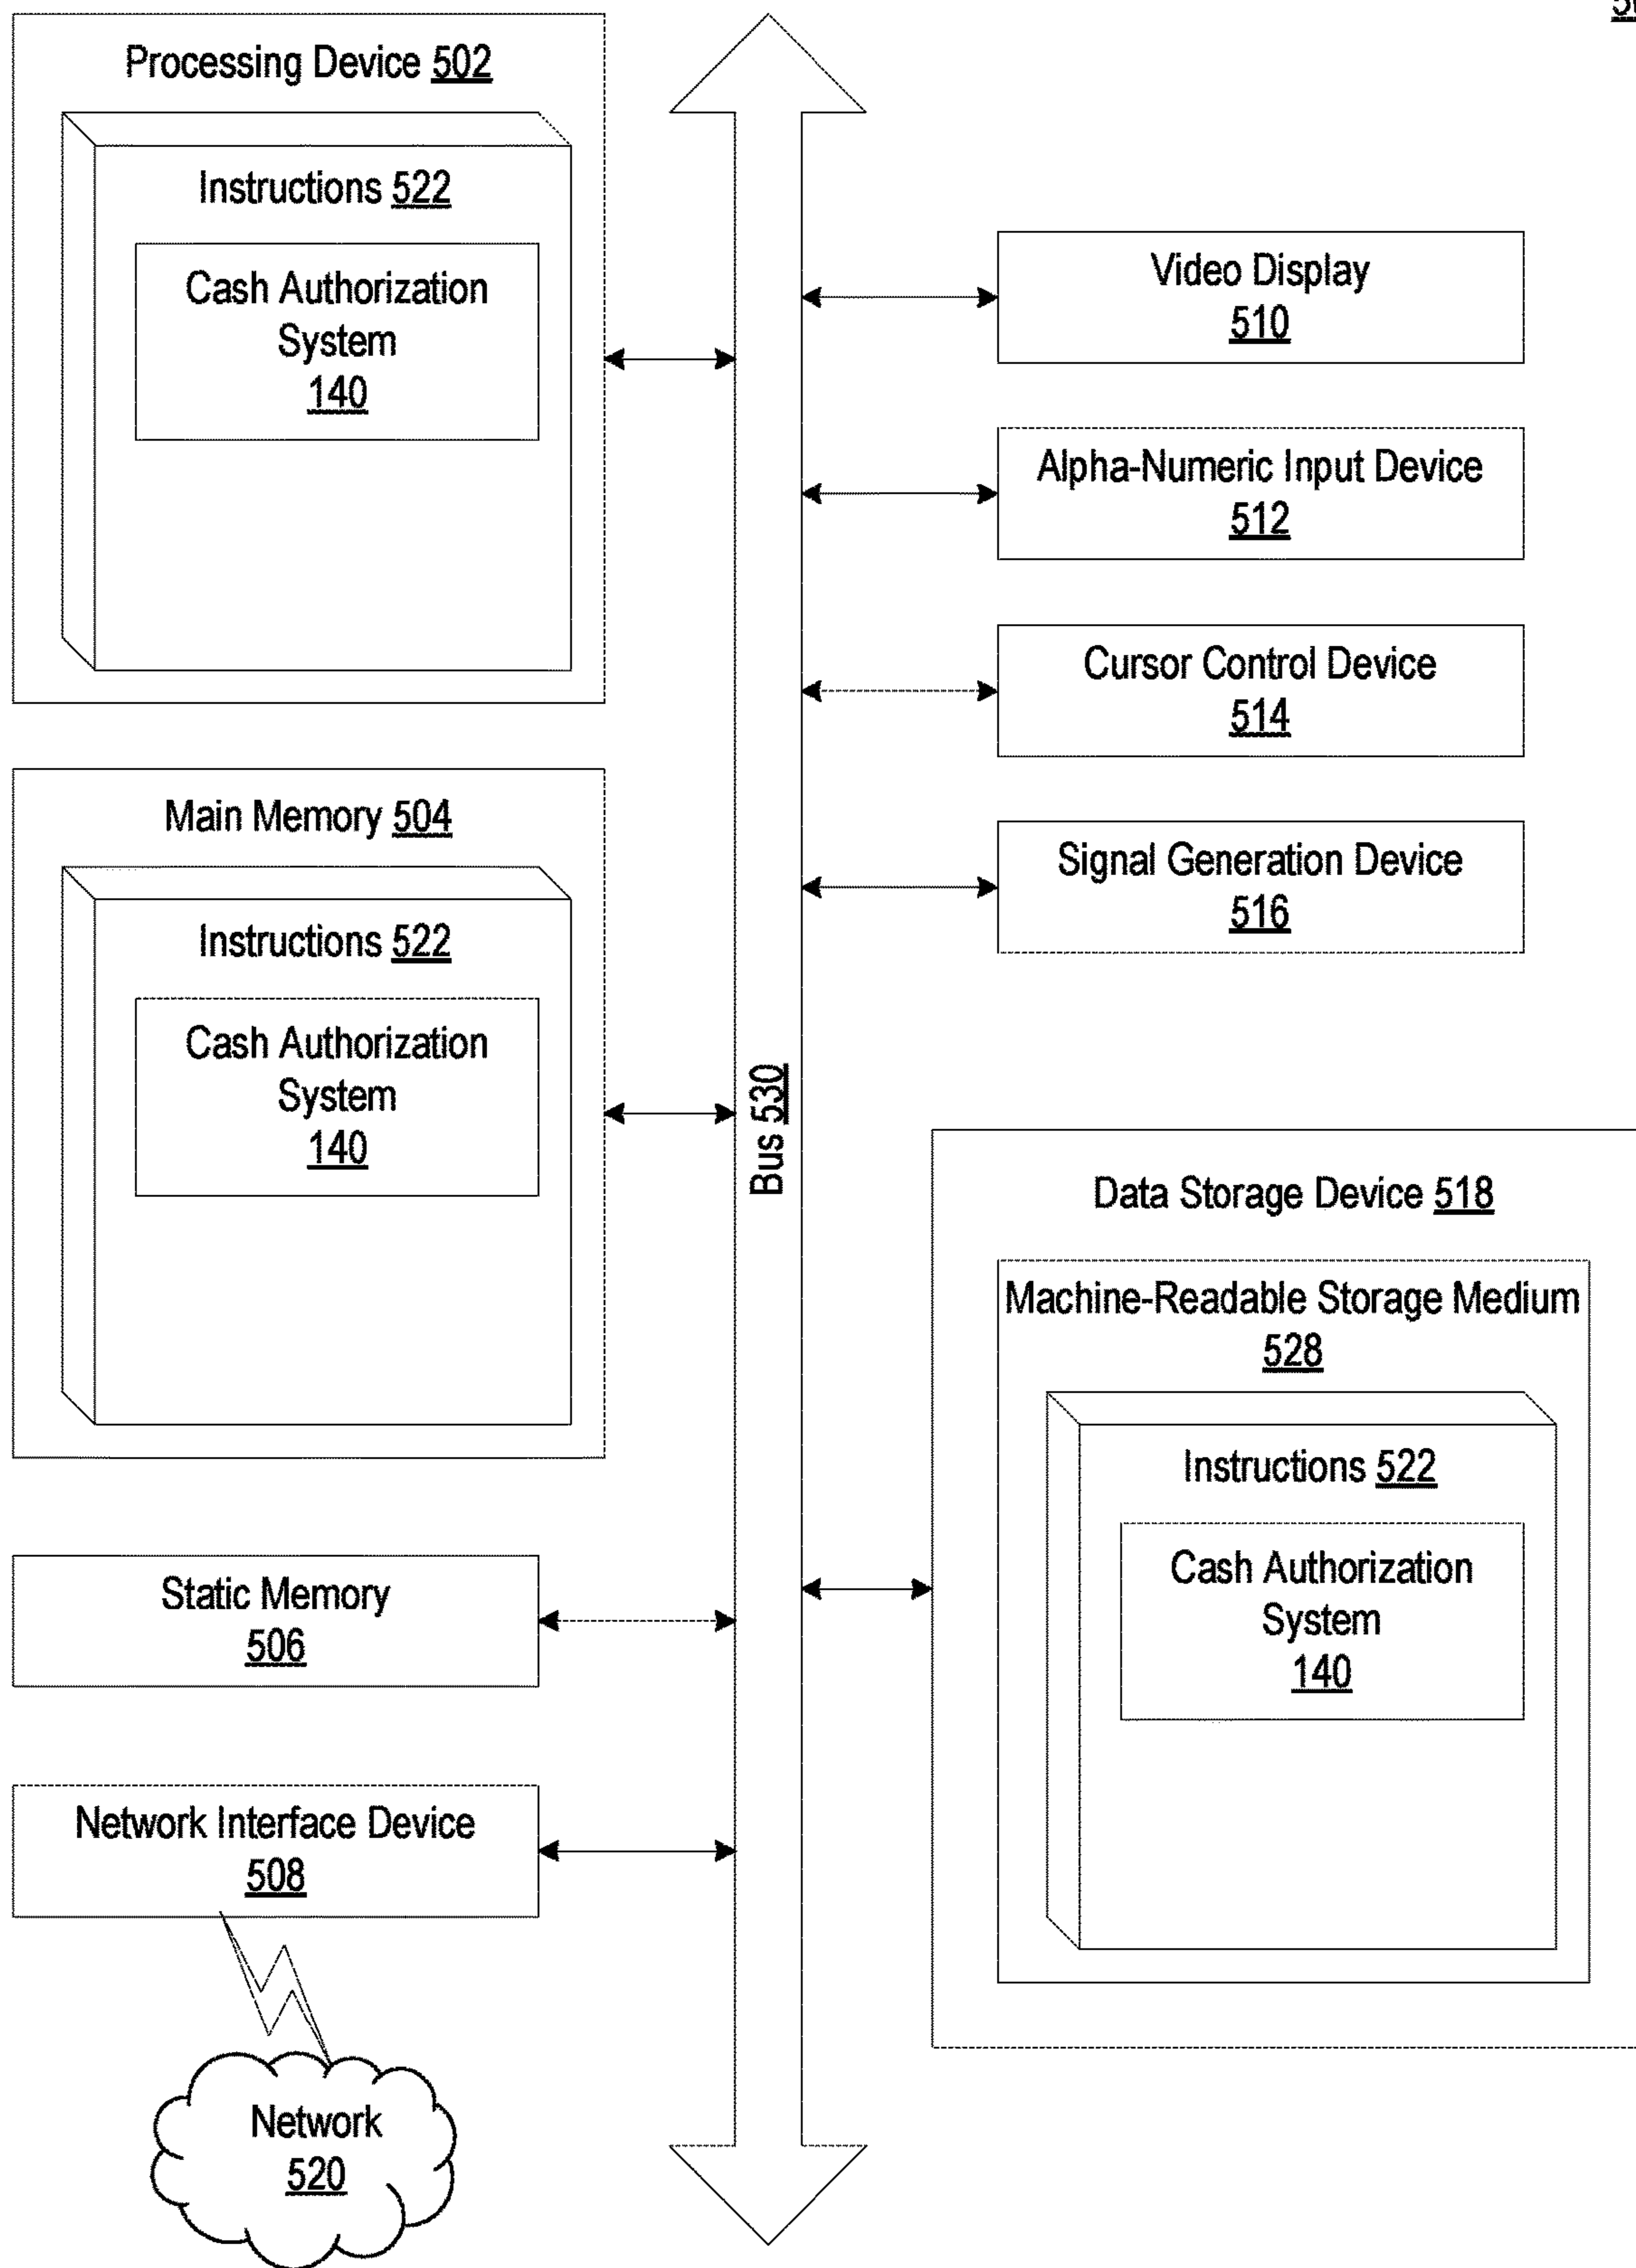 Processing Device 502
Instructions 522
Cash Authorization
System
140
Main Memory 504
Instructions 522
Cash Authorization
System
140
Static Memory
506
Network Interface Device
508
Network
520
Bus 530
Video Display
510
Alpha-Numeric Input Device
512
Cursor Control Device
514
Signal Generation Device
516
Data Storage Device 518
Machine-Readable Storage Medium
528
Instructions 522
Cash Authorization
System
140